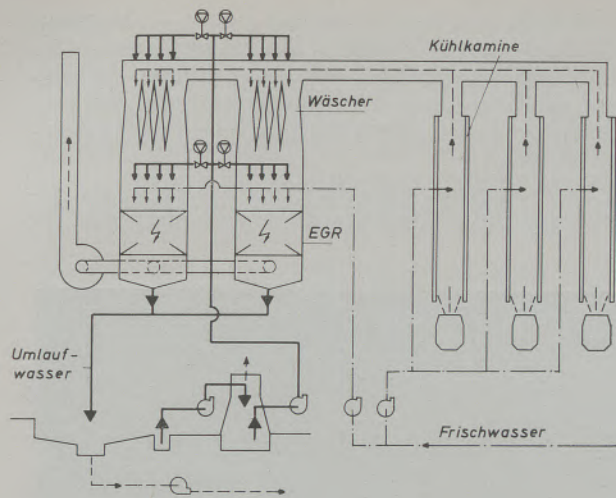 Kühlkamine
Wäscher
EGR
Umlauf-
wasser
Frischwasser